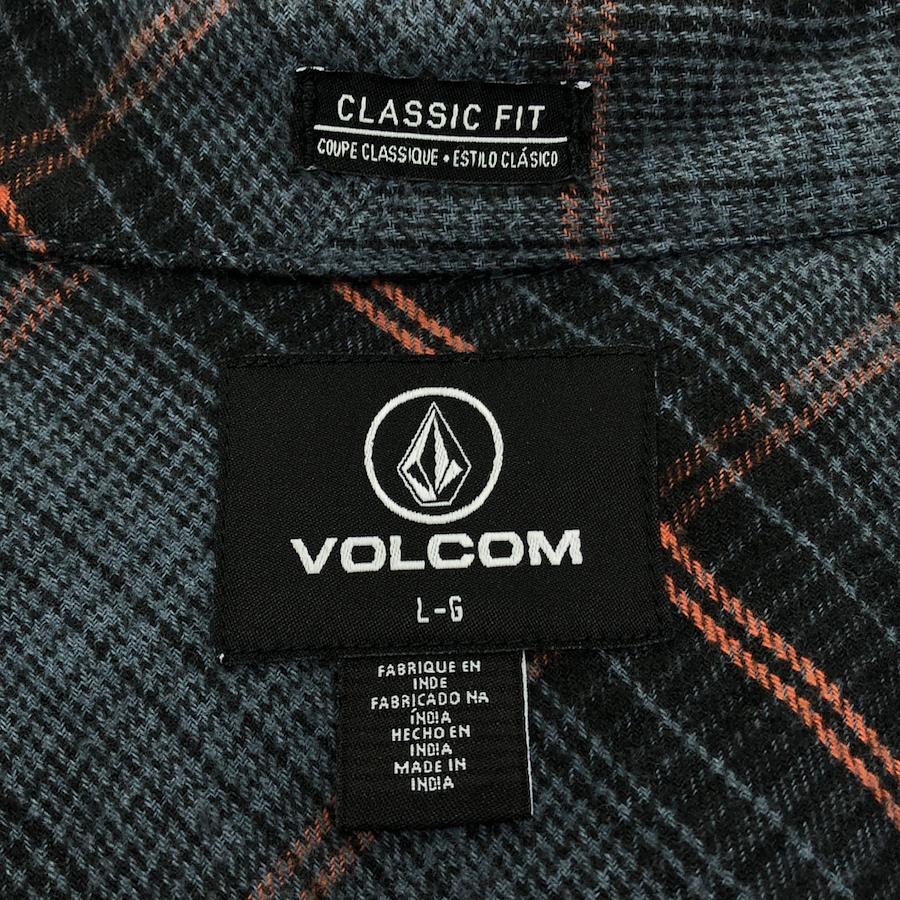 CLASSIC FIT
COUPE CLASSIQUE • ESTILO CLÁSICO
VOLCOM
L-G
FABRIQUE EN
INDE
FABRICADO NA
ÍNDIA
HECHO EN
INDIA
MADE IN
INDIA